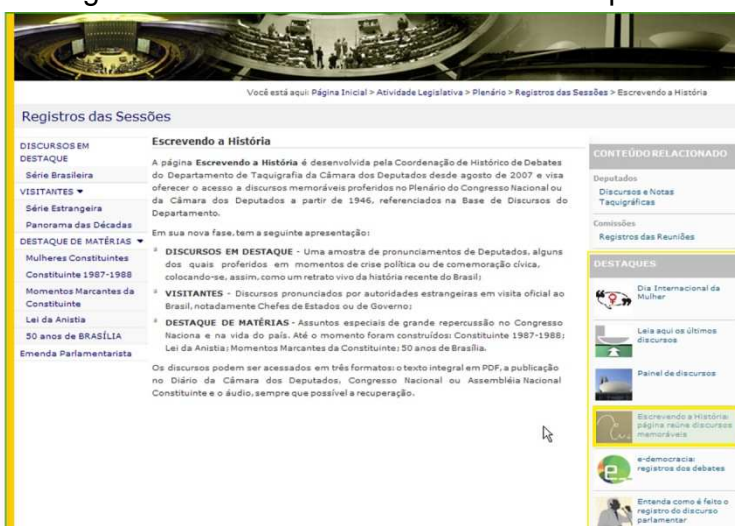 Você está aqui: Página Inicial > Atividade Legislativa > Plenário > Registros das Sessões > Escrevendo a História
Registros das Sessões
DISCURSOS EM
DESTAQUE
Série Brasileira
VISITANTES
Série Estrangeira
Panorama das Décadas
DESTAQUE DE MATÉRIAS
Mulheres Constituintes
Constituinte 1987-1988
Momentos Marcantes da
Constituinte
Lei da Anistia
50 anos de BRASÍLIA
Emenda Parlamentarista
Escrevendo a História
A página Escrevendo a História é desenvolvida pela Coordenação de Histórico de Debates
do Departamento de Taquigrafia da Câmara dos Deputados desde agosto de 2007 e visa
oferecer o acesso a discursos memoráveis proferidos no Plenário do Congresso Nacional ou
da Câmara dos Deputados a partir de 1946, referenciados na Base de Discursos do
Departamento.
Em sua nova fase, tem a seguinte apresentação:
DISCURSOS EM DESTAQUE - Uma amostra de pronunciamentos de Deputados, alguns
dos quais proferidos em momentos de crise política ou de comemoração cívica,
colocando-se, assim, como um retrato vivo da história recente do Brasil;
VISITANTES - Discursos pronunciados por autoridades estrangeiras em visita oficial ao
Brasil, notadamente Chefes de Estados ou de Governo;
DESTAQUE DE MATÉRIAS - Assuntos especiais de grande repercussão no Congresso
Naciona e na vida do país. Até o momento foram construídos: Constituinte 1987-1988;
Lei da Anistia; Momentos Marcantes da Constituinte; 50 anos de Brasília.
Os discursos podem ser acessados em três formatos: o texto integral em PDF, a publicação
no Diário da Câmara dos Deputados, Congresso Nacional ou Assembléia Nacional
Constituinte e o áudio, sempre que possível a recuperação.
CONTEÚDO RELACIONADO
Deputados
Discursos e Notas
Taquigráficas
Comissões
Registros das Reuniões
DESTAQUES
Dia Internacional da
Mulher
Leia aqui os últimos
discursos
Painel de discursos
Escrevendo a História:
página reúne discursos
memoráveis
e-democracia:
registros dos debates
Entenda como é feito o
registro do discurso
parlamentar